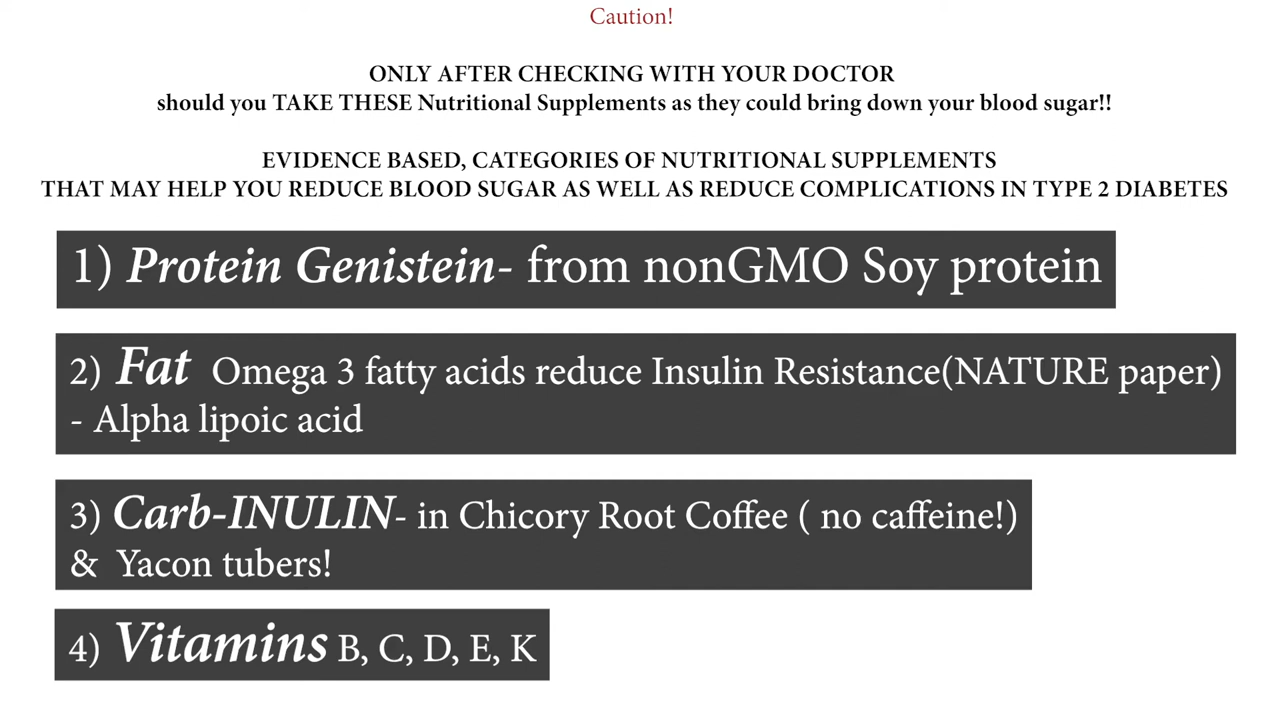 Caution!
ONLY AFTER CHECKING WITH YOUR DOCTOR
should you TAKE THESE Nutritional Supplements as they could bring down your blood sugar!!
EVIDENCE BASED, CATEGORIES OF NUTRITIONAL SUPPLEMENTS
THAT MAY HELP YOU REDUCE BLOOD SUGAR AS WELL AS REDUCE COMPLICATIONS IN TYPE 2 DIABETES
1) Protein Genistein- from nonGMO Soy protein
2) Fat Omega 3 fatty acids reduce Insulin Resistance(NATURE paper)
- Alpha lipoic acid
3) Carb-INULIN- in Chicory Root Coffee ( no caffeine!)
& Yacon tubers!
4) Vitamins B, C, D, E, K